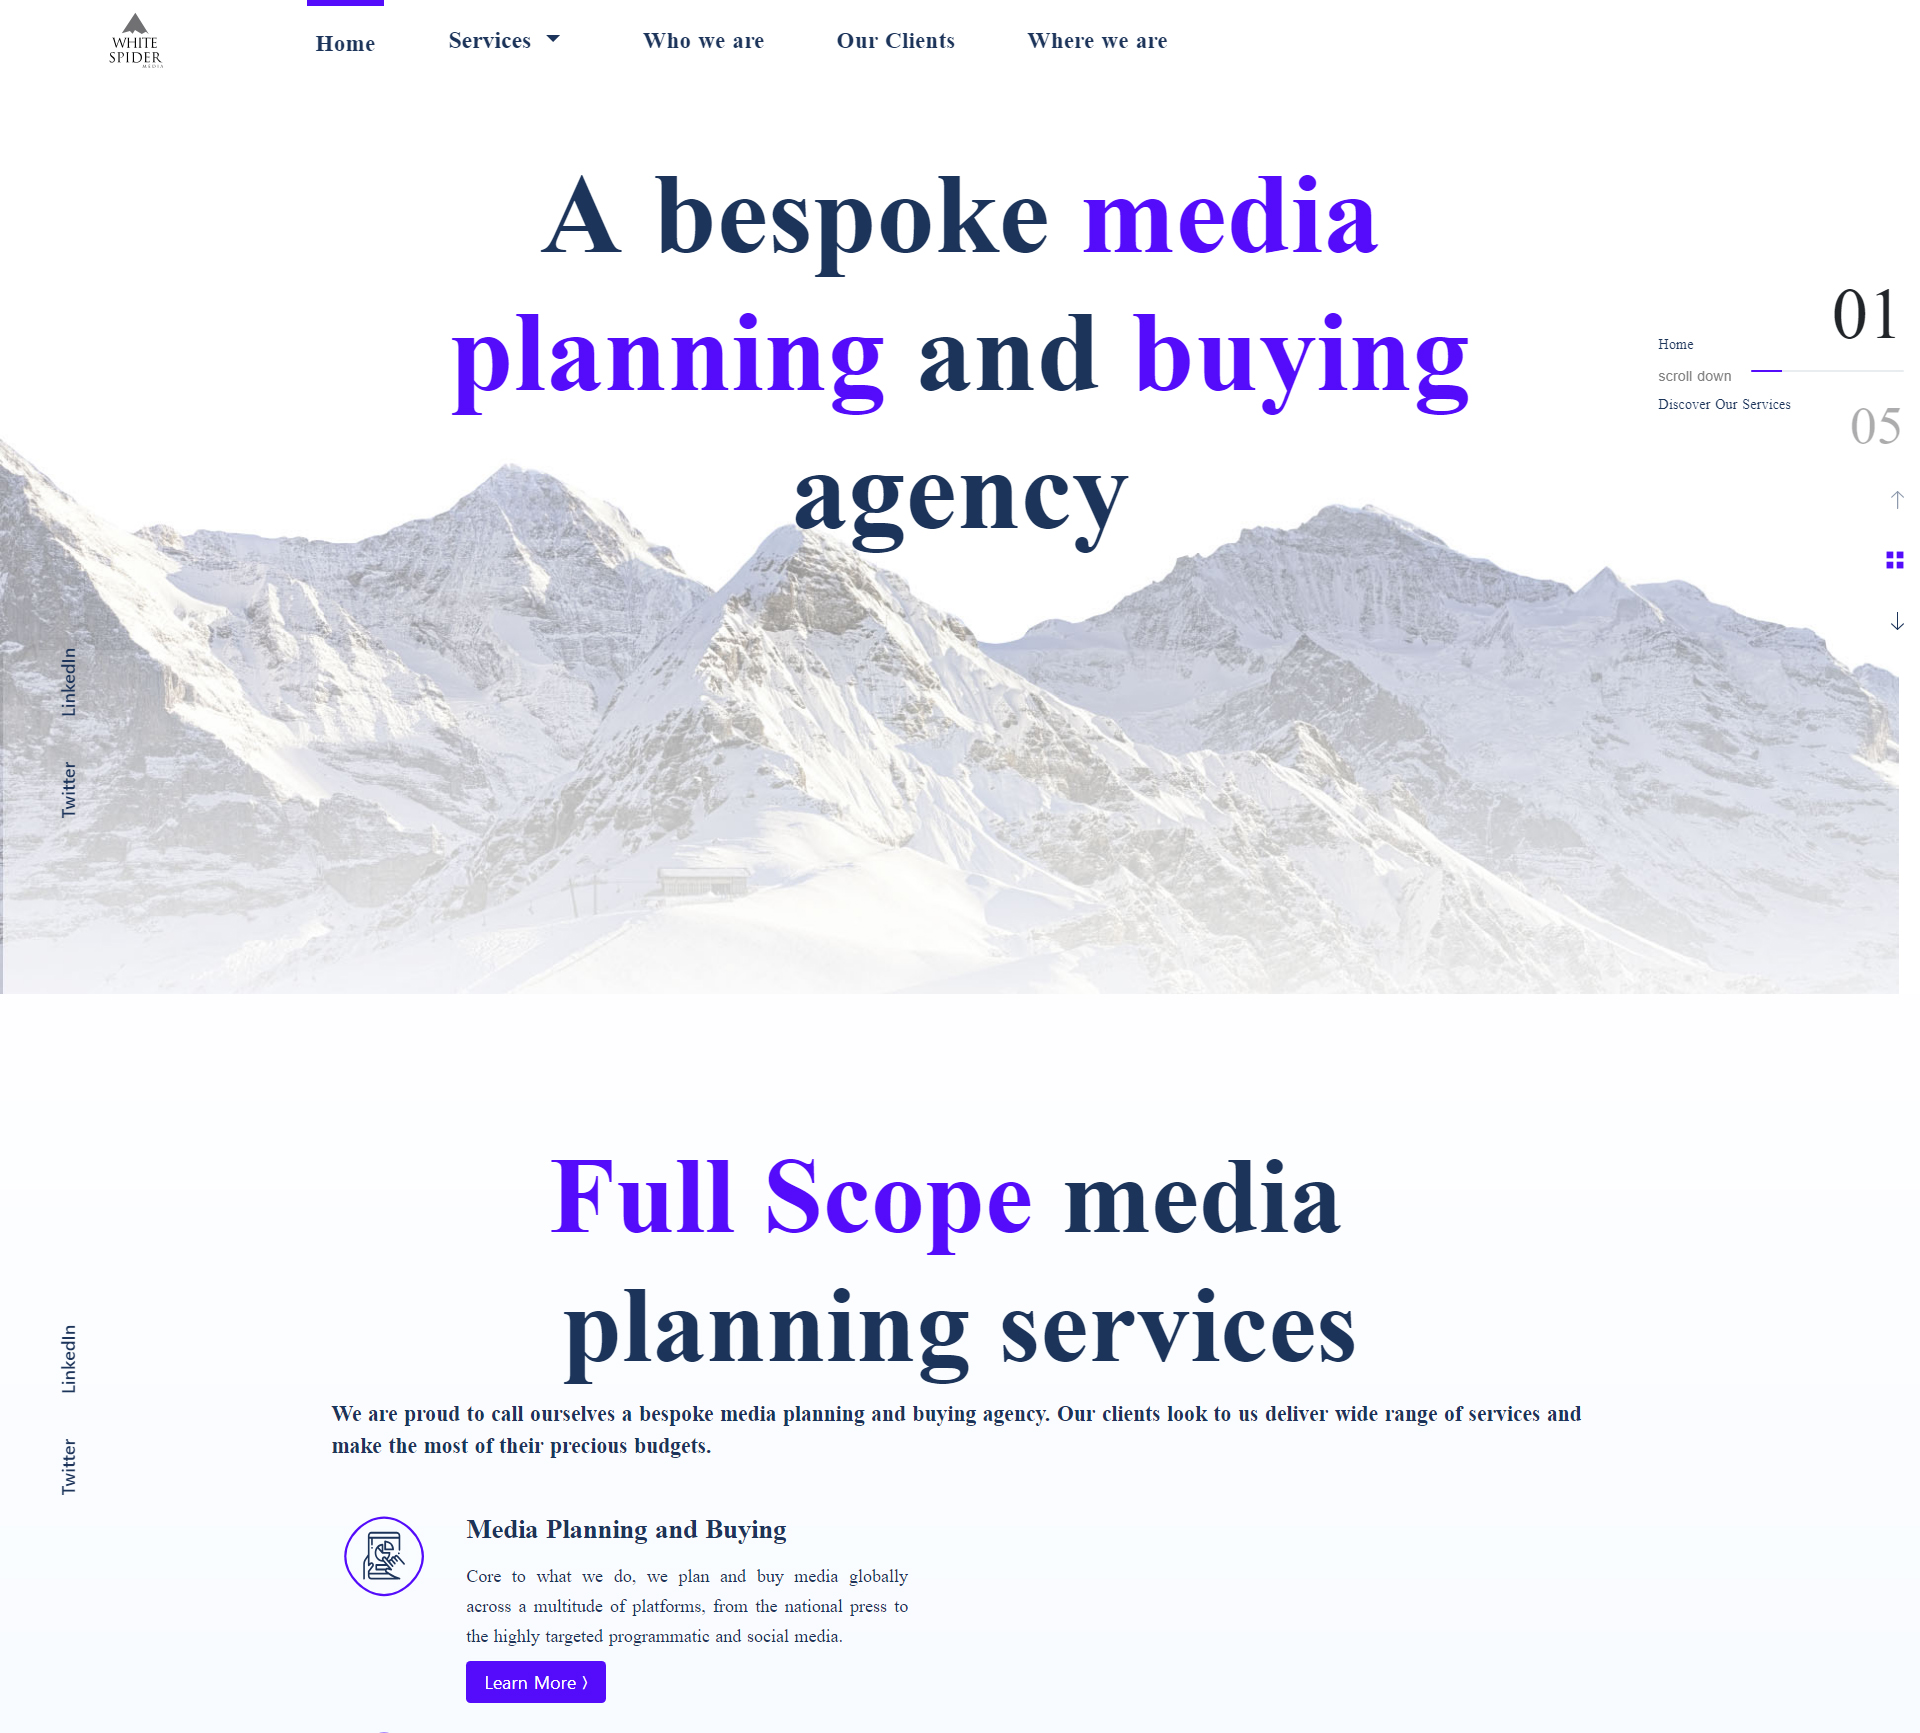 WHITE
SPIDER
MEDIA
Home
Services
Who we are
Our Clients
Where we are
A bespoke media
planning and buying
agency
01
Home
scroll down
Discover Our Services
05
LinkedIn
Twitter
Full Scope media
planning services
We are proud to call ourselves a bespoke media planning and buying agency. Our clients look to us deliver wide range of services and
make the most of their precious budgets.
LinkedIn
Twitter
Media Planning and Buying
Core to what we do, we plan and buy media globally
across a multitude of platforms, from the national press to
the highly targeted programmatic and social media.
Learn More ⟩